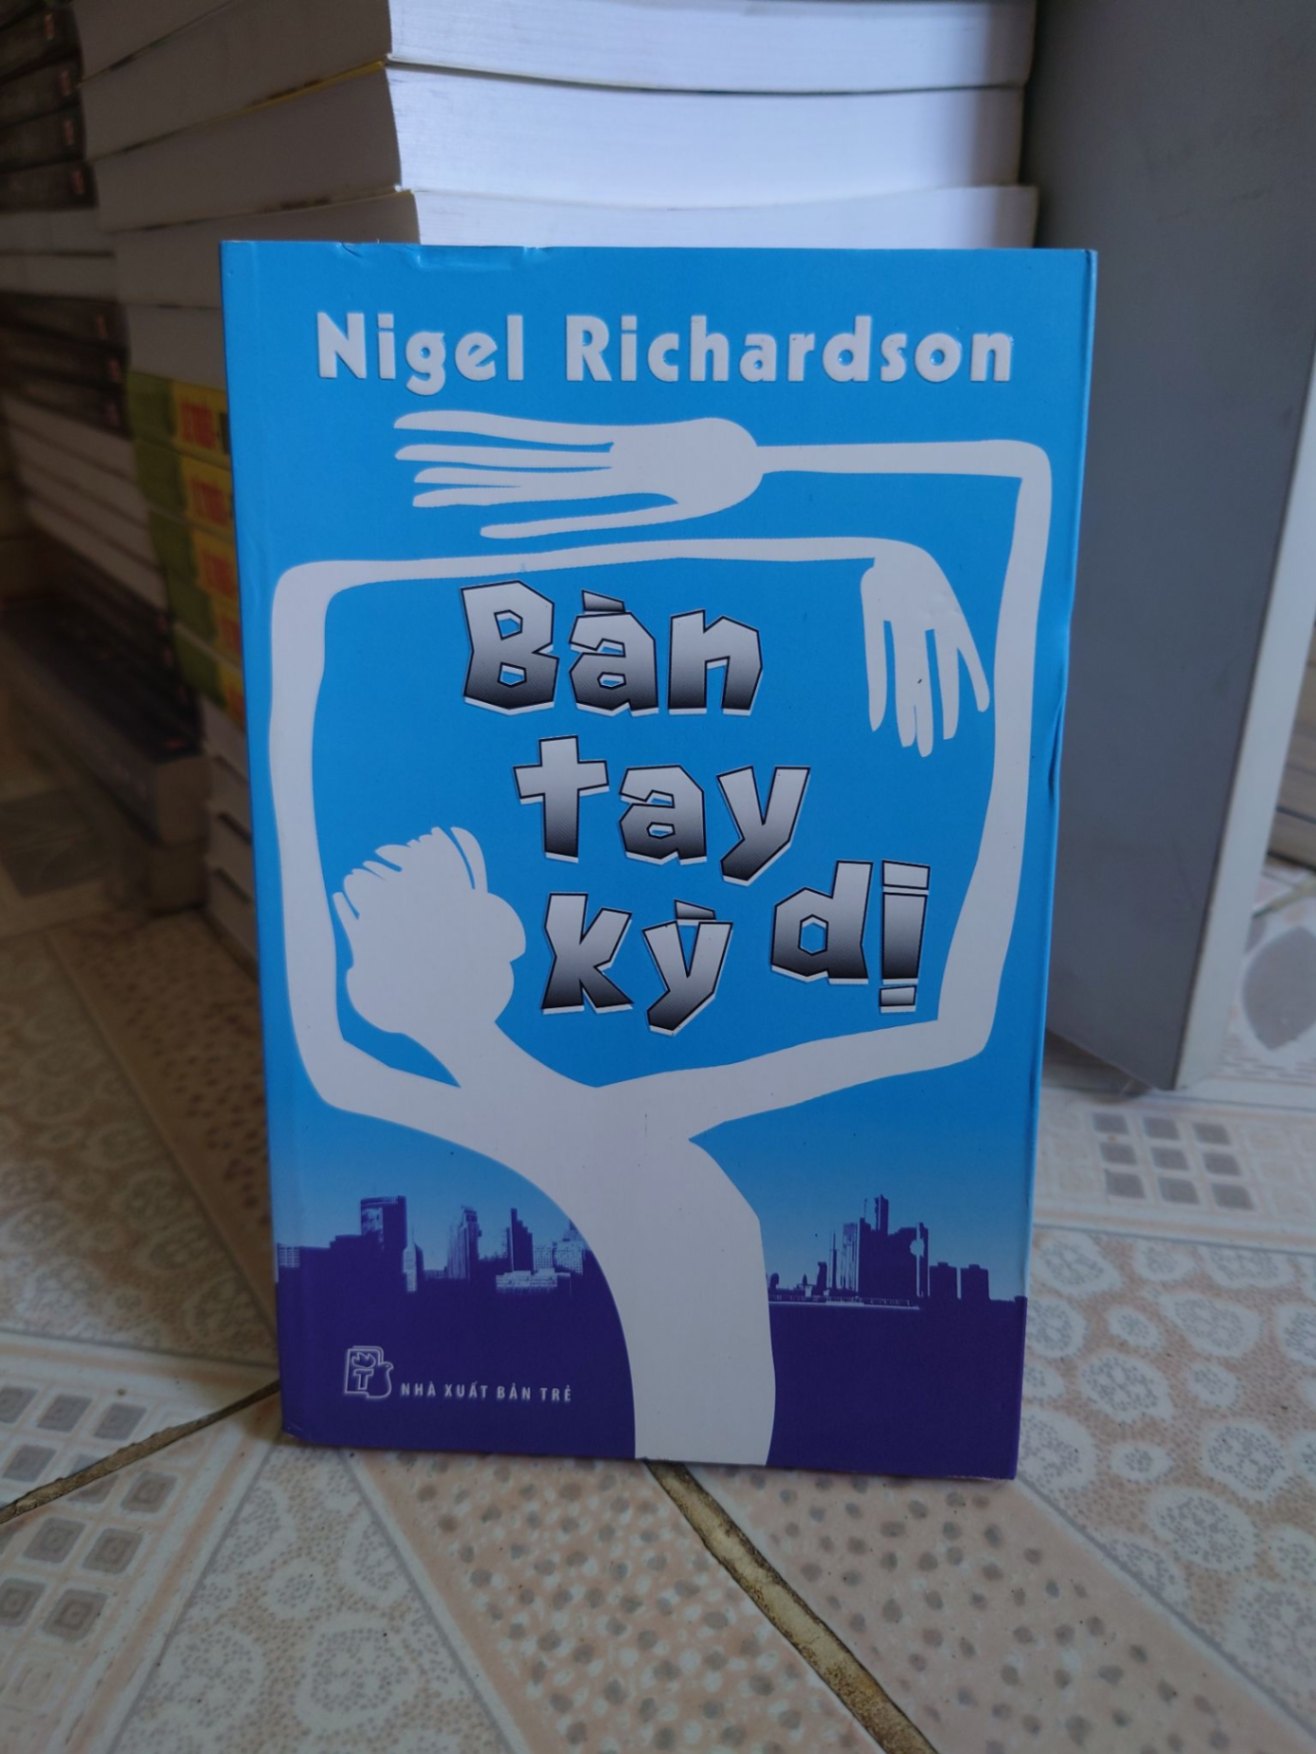 Nigel Richardson
Bàn
tay
kỳ dị
NHÀ XUẤT BẢN TRẺ